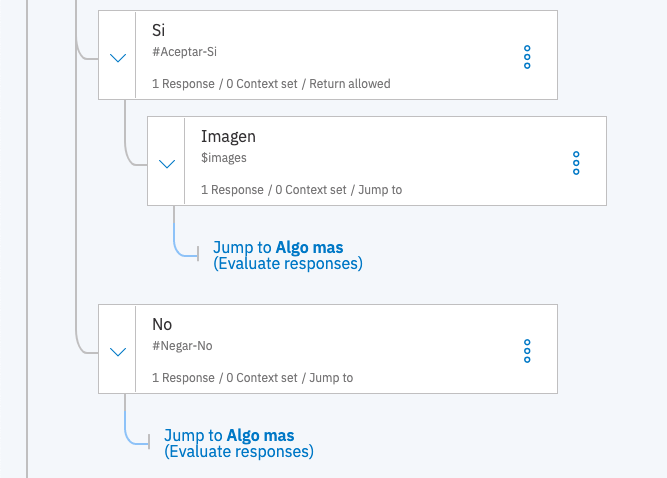 Si
#Aceptar-Si
1 Response / 0 Context set / Return allowed
Imagen
$images
1 Response / 0 Context set / Jump to
Jump to Algo mas
(Evaluate responses)
No
#Negar-No
1 Response / 0 Context set / Jump to
Jump to Algo mas
(Evaluate responses)